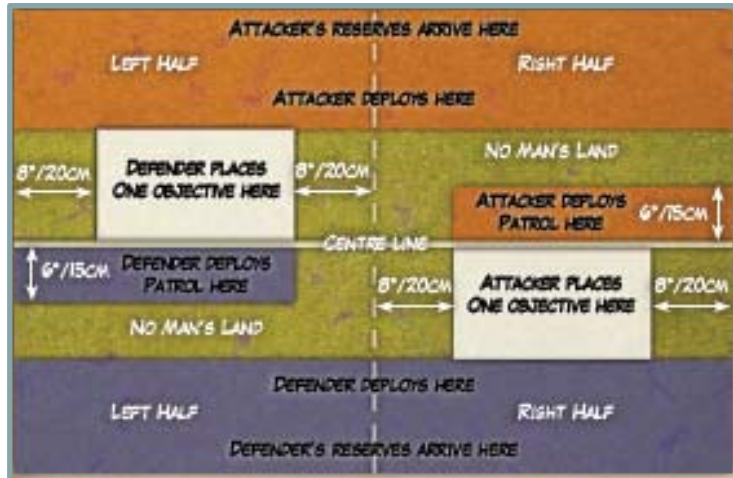 ATTACKER'S RESERVES ARRIVE HERE
LEFT HALF
RIGHT HALF
ATTACKER DEPLOYS HERE
NO MAN'S LAND
8"/20CM
DEFENDER PLACES
ONE OBJECTIVE HERE
8"/20CM
ATTACKER DEPLOYS
PATROL HERE
6"/15CM
CENTRE LINE
6"/15CM
DEFENDER DEPLOYS
PATROL HERE
8"/20CM
ATTACKER PLACES
ONE OBJECTIVE HERE
8"/20CM
NO MAN'S LAND
DEFENDER DEPLOYS HERE
LEFT HALF
RIGHT HALF
DEFENDER'S RESERVES ARRIVE HERE